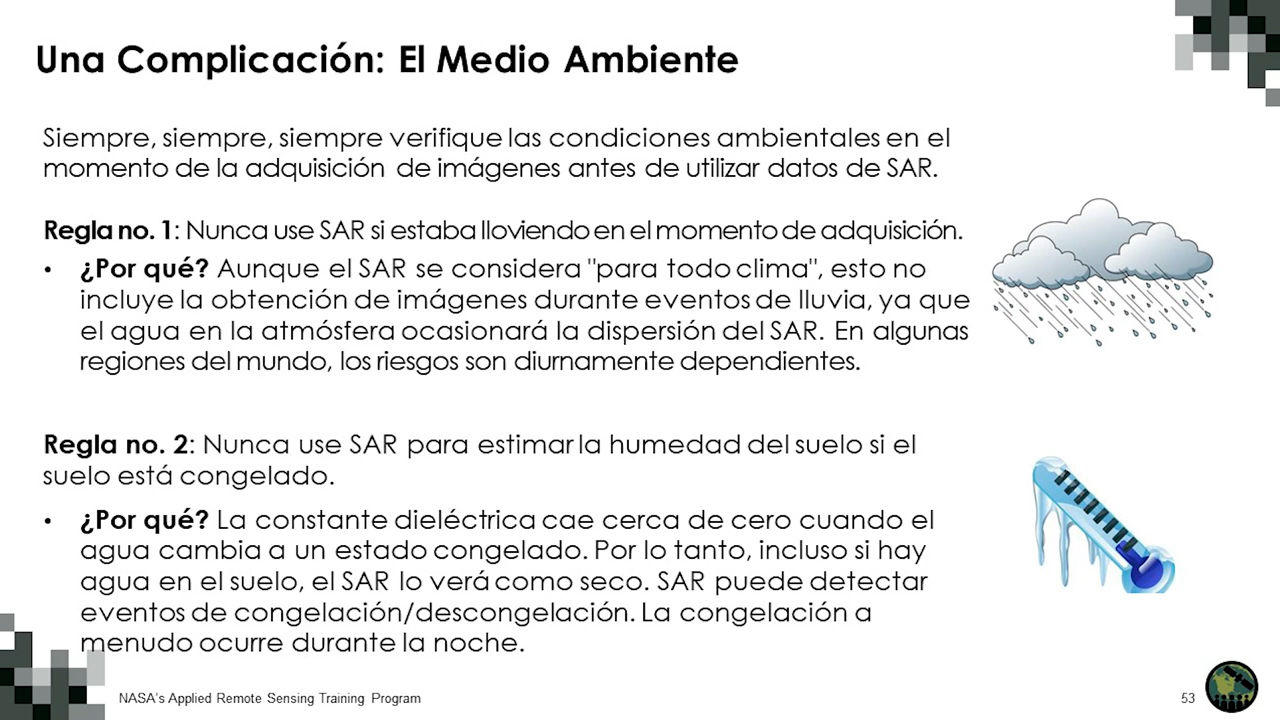 Una Complicación: El Medio Ambiente
Siempre, siempre, siempre verifique las condiciones ambientales en el
momento de la adquisición de imágenes antes de utilizar datos de SAR.
Regla no. 1: Nunca use SAR si estaba lloviendo en el momento de adquisición.
• ¿Por qué? Aunque el SAR se considera "para todo clima", esto no
incluye la obtención de imágenes durante eventos de lluvia, ya que
el agua en la atmósfera ocasionará la dispersión del SAR. En algunas
regiones del mundo, los riesgos son diurnamente dependientes.
Regla no. 2: Nunca use SAR para estimar la humedad del suelo si el
suelo está congelado.
• ¿Por qué? La constante dieléctrica cae cerca de cero cuando el
agua cambia a un estado congelado. Por lo tanto, incluso si hay
agua en el suelo, el SAR lo verá como seco. SAR puede detectar
eventos de congelación/descongelación. La congelación a
menudo ocurre durante la noche.
NASA's Applied Remote Sensing Training Program
53